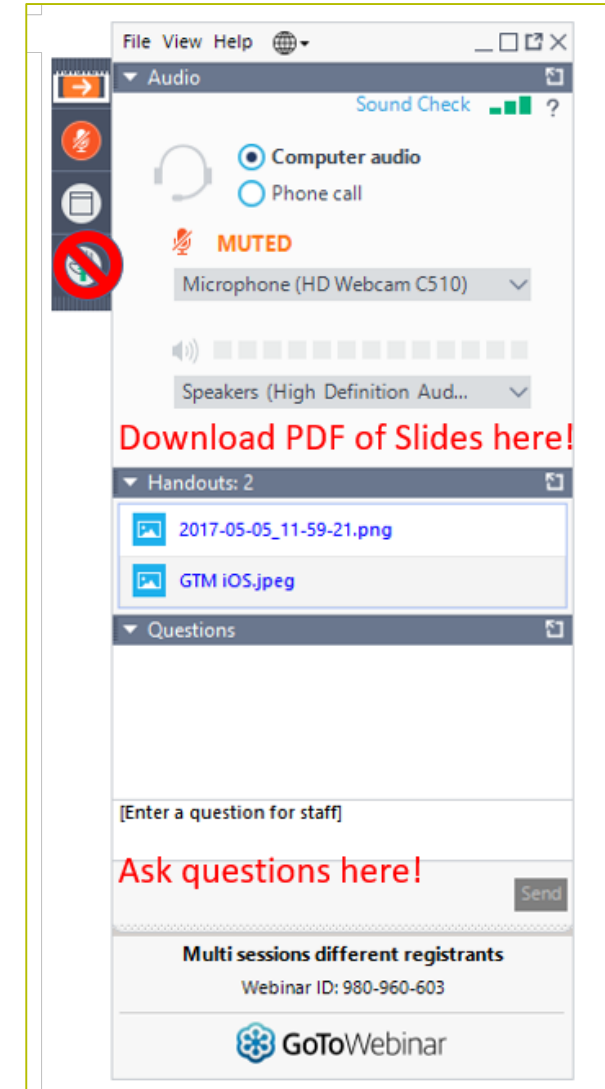 File View Help
Audio
Sound Check ?
Computer audio
Phone call
MUTED
Microphone (HD Webcam C510)
Speakers (High Definition Aud...
Download PDF of Slides here!
Handouts: 2
2017-05-05_11-59-21.png
GTM iOS.jpeg
Questions
[Enter a question for staff]
Ask questions here!
Send
Multi sessions different registrants
Webinar ID: 980-960-603
GoToWebinar